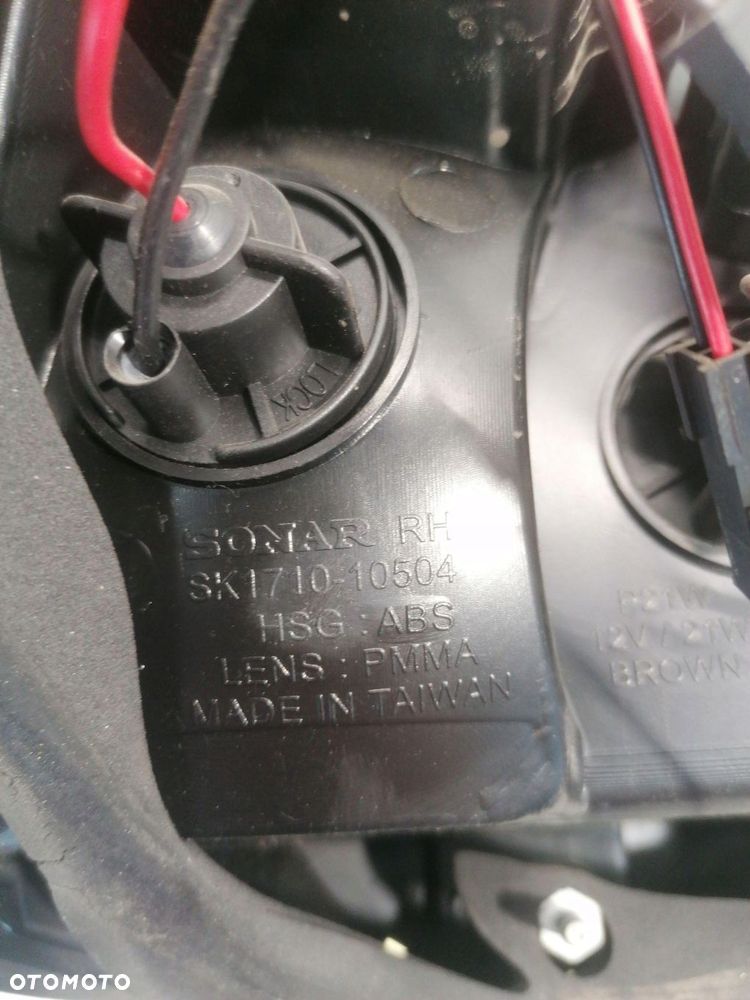 LOCK
SONAR RH
SK1710-10504
HSG : ABS
LENS : PMMA
MADE IN TAIWAN
P21W
12V / 21W
BROWN
OTOMOTO